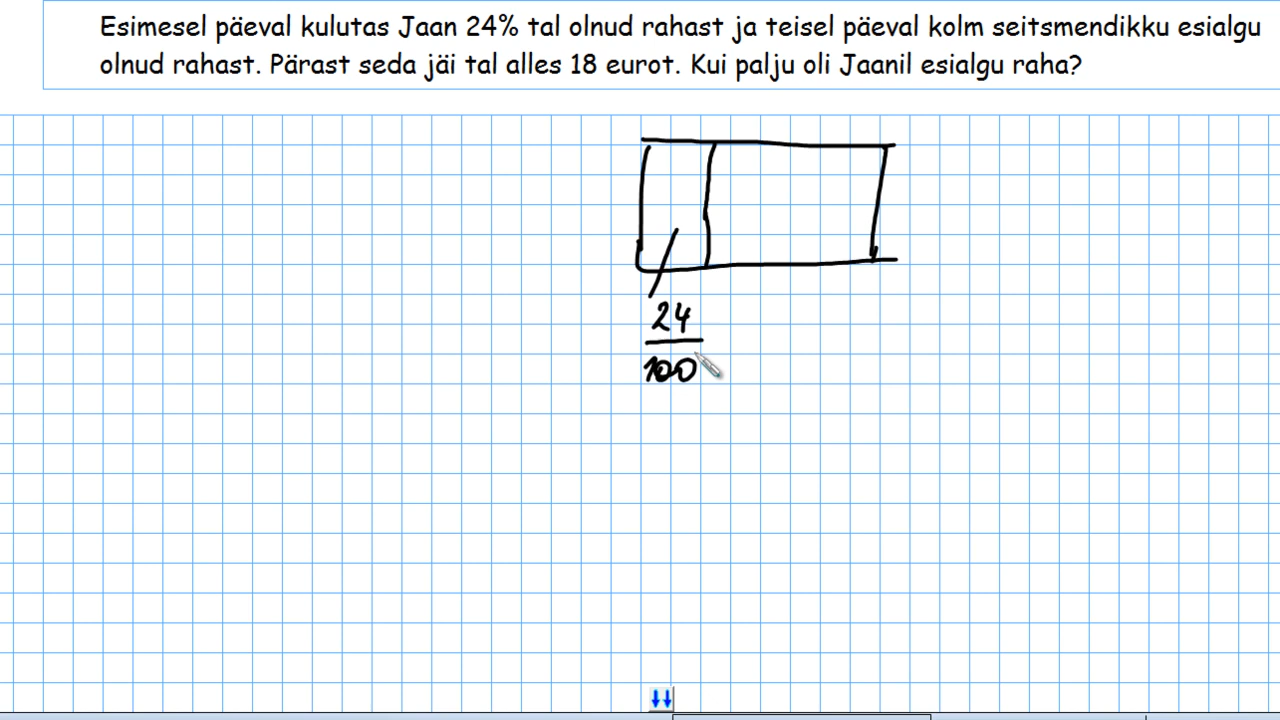 Esimesel päeval kulutas Jaan 24% tal olnud rahast ja teisel päeval kolm seitsmendikku esialgu
olnud rahast. Pärast seda jäi tal alles 18 eurot. Kui palju oli Jaanil esialgu raha?
24
100